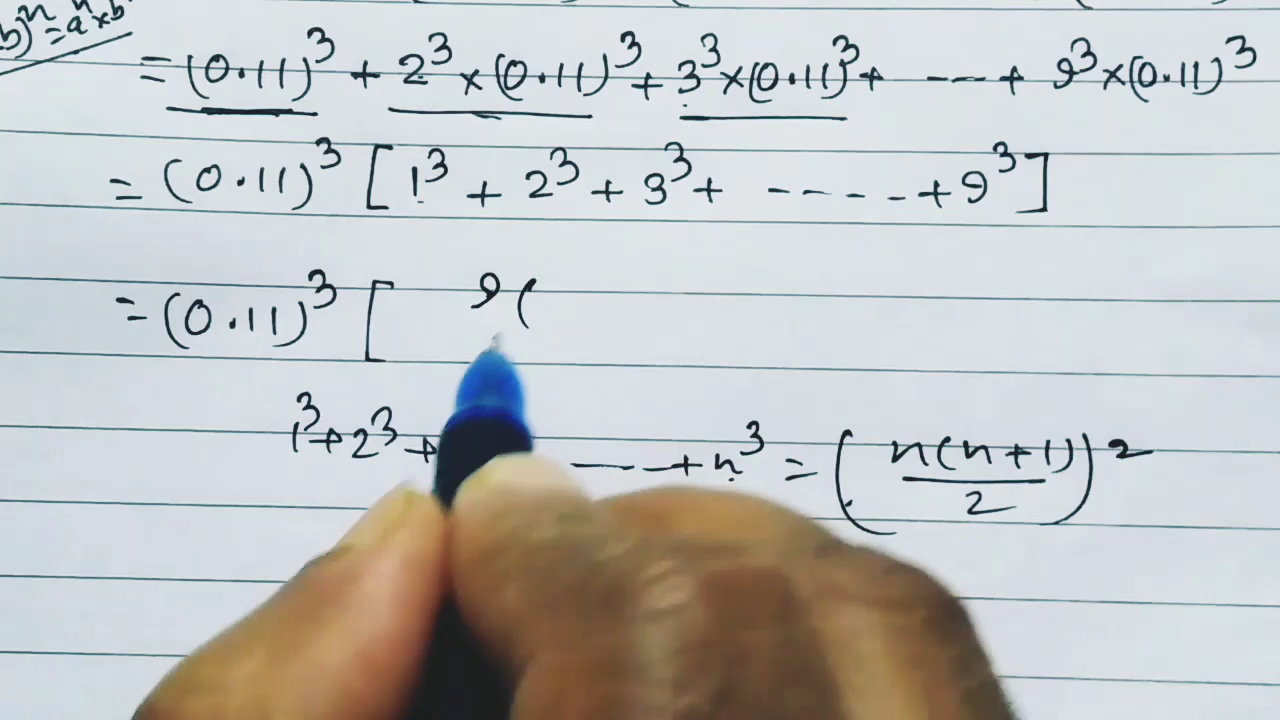 b)ⁿ = aⁿ × b
= (0.11)³ + 2³ × (0.11)³ + 3³ × (0.11)³ + --- + 9³ × (0.11)³
= (0.11)³ [ 1³ + 2³ + 3³ + ----- + 9³ ]
= (0.11)³ [ 9(
1³ + 2³ + --- + n³ = ( n(n+1) / 2 )²